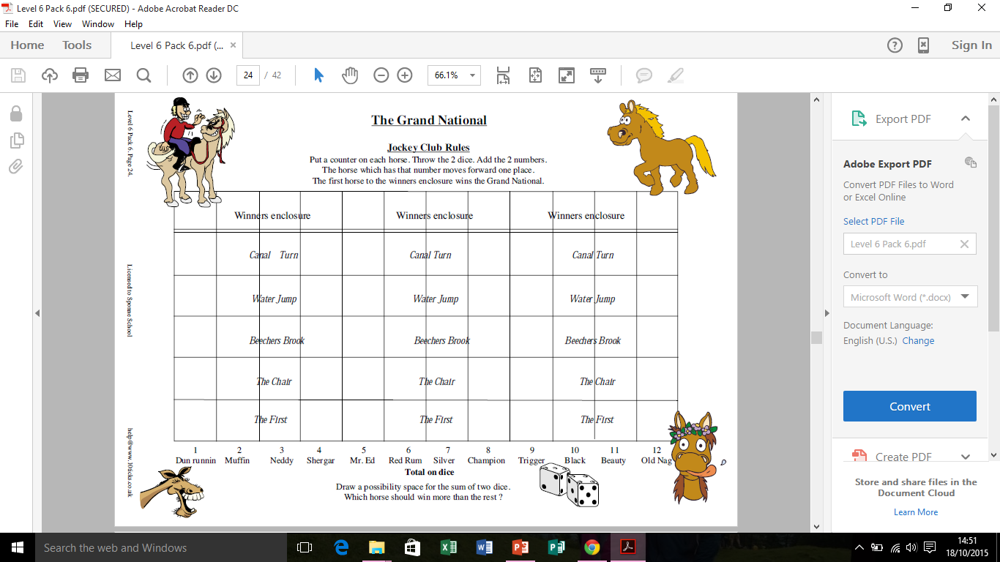 Level 6 Pack 6.pdf (SECURED) - Adobe Acrobat Reader DC
File Edit View Window Help
Home Tools Level 6 Pack 6.pdf (... × Sign In
24 / 42 66.1%
Level 6 Pack 6. Page 24.
Licensed to Sponne School
help@www.10ticks.co.uk
The Grand National
Jockey Club Rules
Put a counter on each horse. Throw the 2 dice. Add the 2 numbers.
The horse which has that number moves forward one place.
The first horse to the winners enclosure wins the Grand National.
Winners enclosure Winners enclosure Winners enclosure
Canal Turn Canal Turn Canal Turn
Water Jump Water Jump Water Jump
Beechers Brook Beechers Brook Beechers Brook
The Chair The Chair The Chair
The First The First The First
1 2 3 4 5 6 7 8 9 10 11 12
Dun runnin Muffin Neddy Shergar Mr. Ed Red Rum Silver Champion Trigger Black Beauty Old Nag
Total on dice
Draw a possibility space for the sum of two dice.
Which horse should win more than the rest ?
Export PDF
Adobe Export PDF
Convert PDF Files to Word
or Excel Online
Select PDF File
Level 6 Pack 6.pdf
Convert to
Microsoft Word (*.docx)
Document Language:
English (U.S.) Change
Convert
Create PDF
Store and share files in the
Document Cloud
Learn More
Search the web and Windows
14:51
18/10/2015